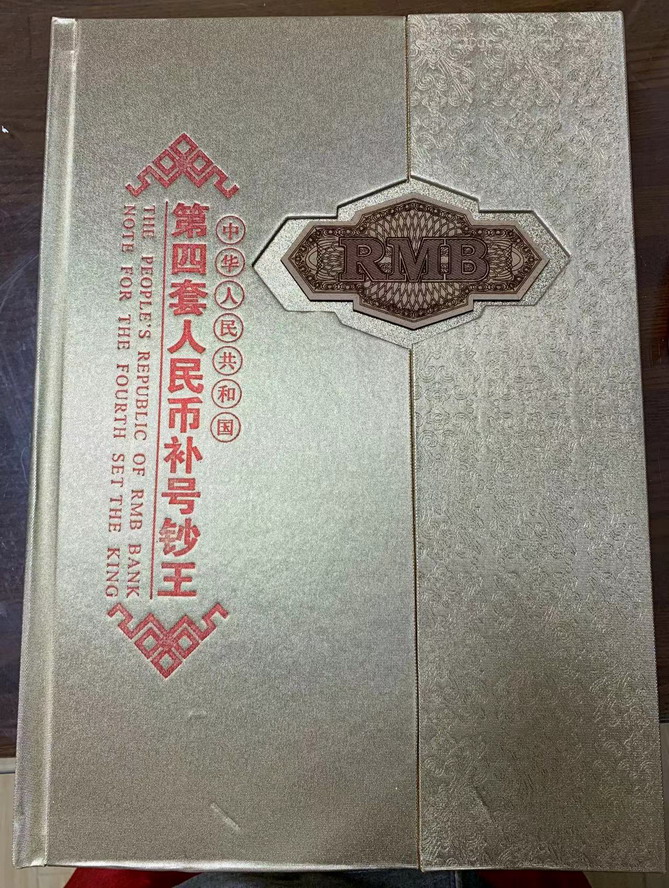 中华人民共和国
第四套人民币补号钞王
THE PEOPLE'S REPUBLIC OF RMB BANK
NOTE FOR THE FOURTH SET THE KING
RMB